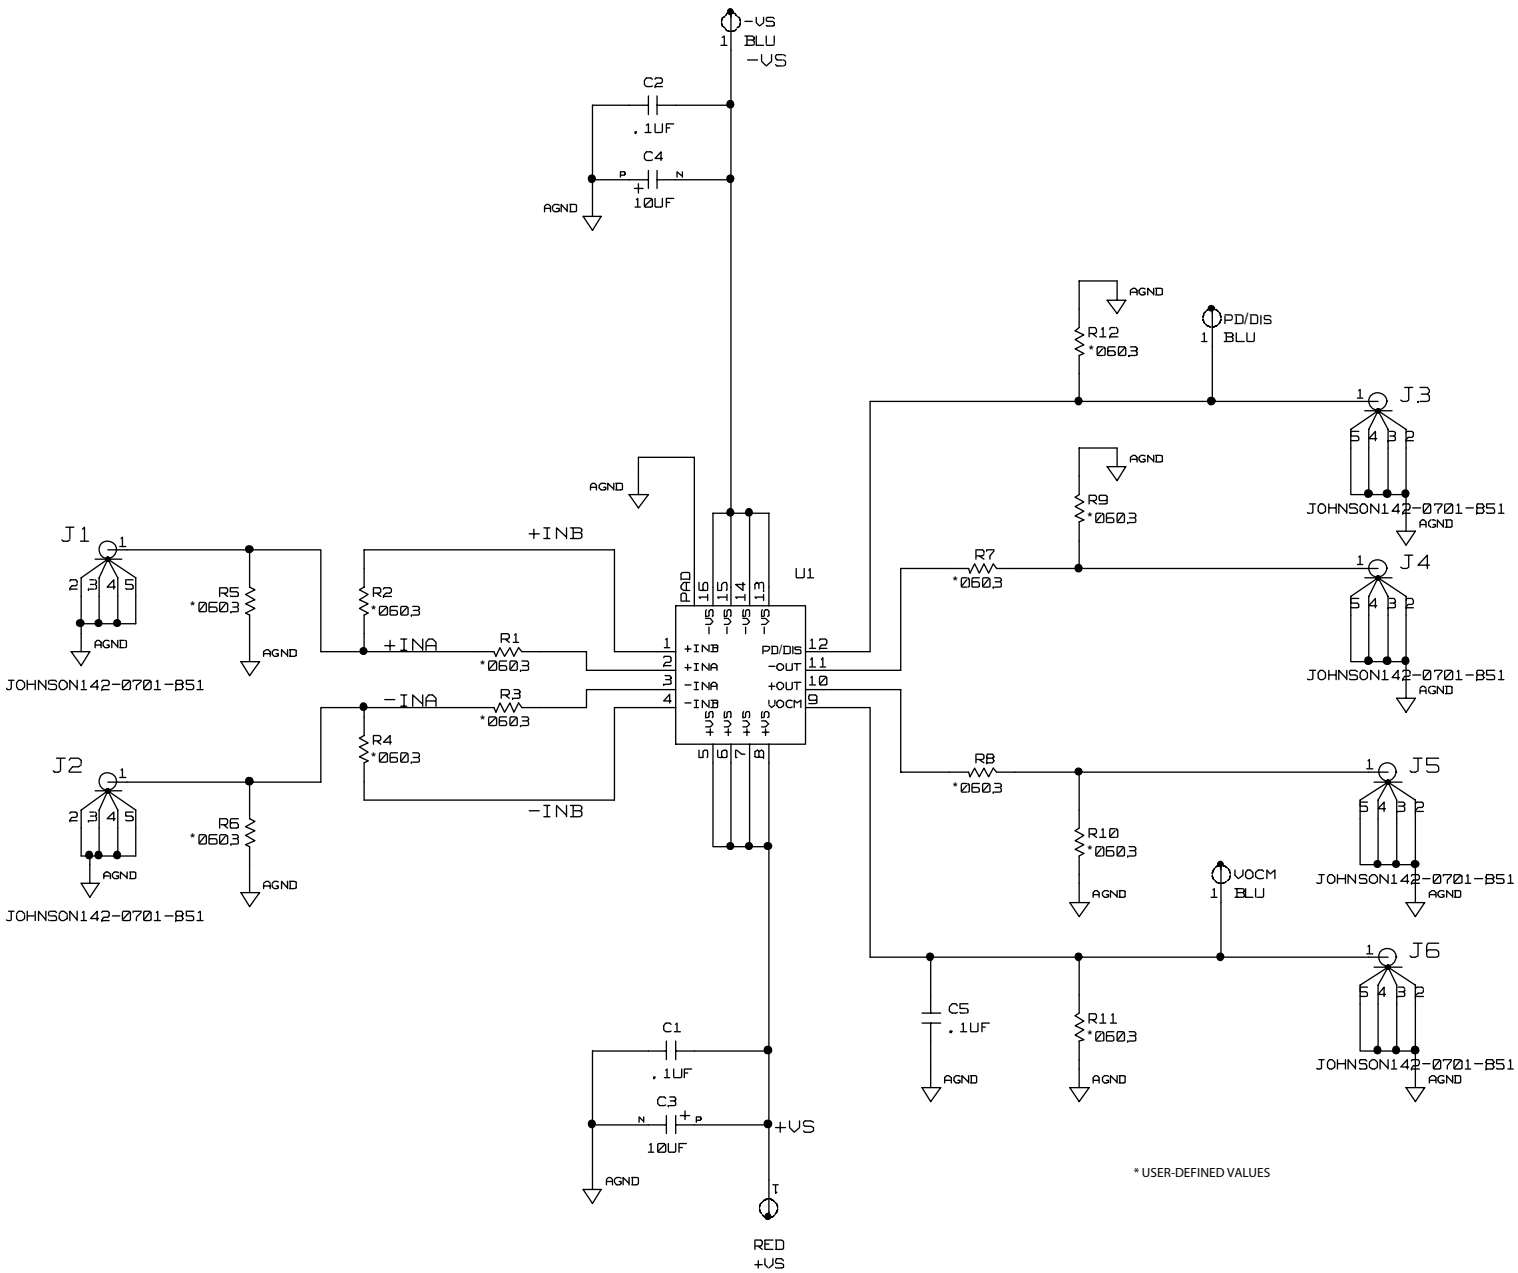 -VS
1 BLU
-VS
C2
.1UF
C4
P N
+
10UF
AGND
AGND
R12
*0603
PD/DIS
1 BLU
1 J3
5 4 3 2
JOHNSON142-0701-B51
AGND
AGND
R9
*0603
R7
*0603
1 J4
5 4 3 2
JOHNSON142-0701-B51
AGND
AGND
PAD 16 15 14 13
U1
-VS -VS -VS -VS
1 +INB
2 +INA
3 -INA
4 -INB
PD/DIS 12
-OUT 11
+OUT 10
VOCM 9
+VS +VS +VS +VS
5 6 7 8
J1 1
2 3 4 5
AGND
JOHNSON142-0701-B51
R5
*0603
AGND
+INB
R2
*0603
+INA
R1
*0603
-INA
R3
*0603
R4
*0603
-INB
J2 1
2 3 4 5
AGND
JOHNSON142-0701-B51
R6
*0603
AGND
R8
*0603
1 J5
5 4 3 2
JOHNSON142-0701-B51
AGND
R10
*0603
AGND
VOCM
1 BLU
1 J6
5 4 3 2
JOHNSON142-0701-B51
AGND
C5
.1UF
AGND
R11
*0603
AGND
C1
.1UF
C3
N + P
10UF
+VS
AGND
1
RED
+VS
* USER-DEFINED VALUES